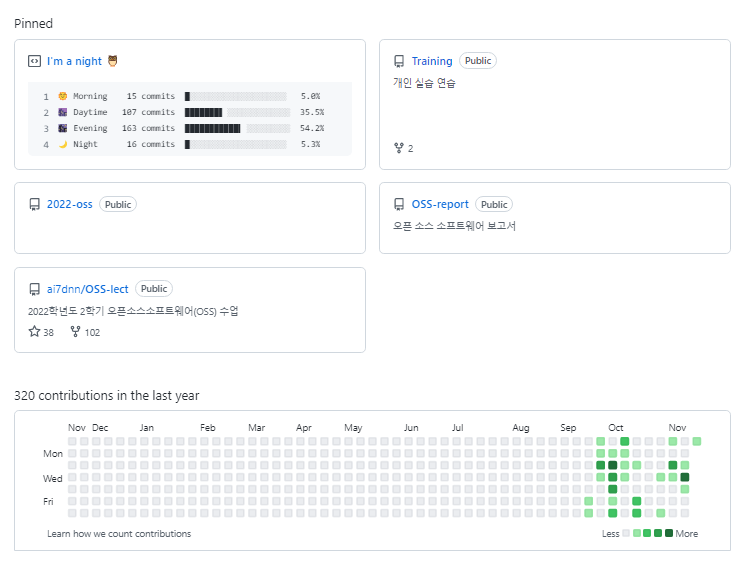 Pinned
I'm a night 🦉
1 🌞 Morning 15 commits 5.0%
2 🌆 Daytime 107 commits 35.5%
3 🌃 Evening 163 commits 54.2%
4 🌙 Night 16 commits 5.3%
Training Public
개인 실습 연습
2
2022-oss Public
OSS-report Public
오픈 소스 소프트웨어 보고서
ai7dnn/OSS-lect Public
2022학년도 2학기 오픈소스소프트웨어(OSS) 수업
38 102
320 contributions in the last year
Nov Dec Jan Feb Mar Apr May Jun Jul Aug Sep Oct Nov
Mon
Wed
Fri
Learn how we count contributions Less More